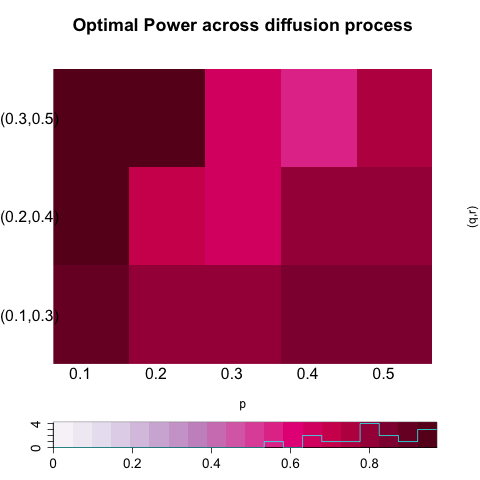 Optimal Power across diffusion process
(0.3,0.5)
(0.2,0.4)
(r,q)
(0.1,0.3)
0.1 0.2 0.3 0.4 0.5
p
4
0
0 0.2 0.4 0.6 0.8